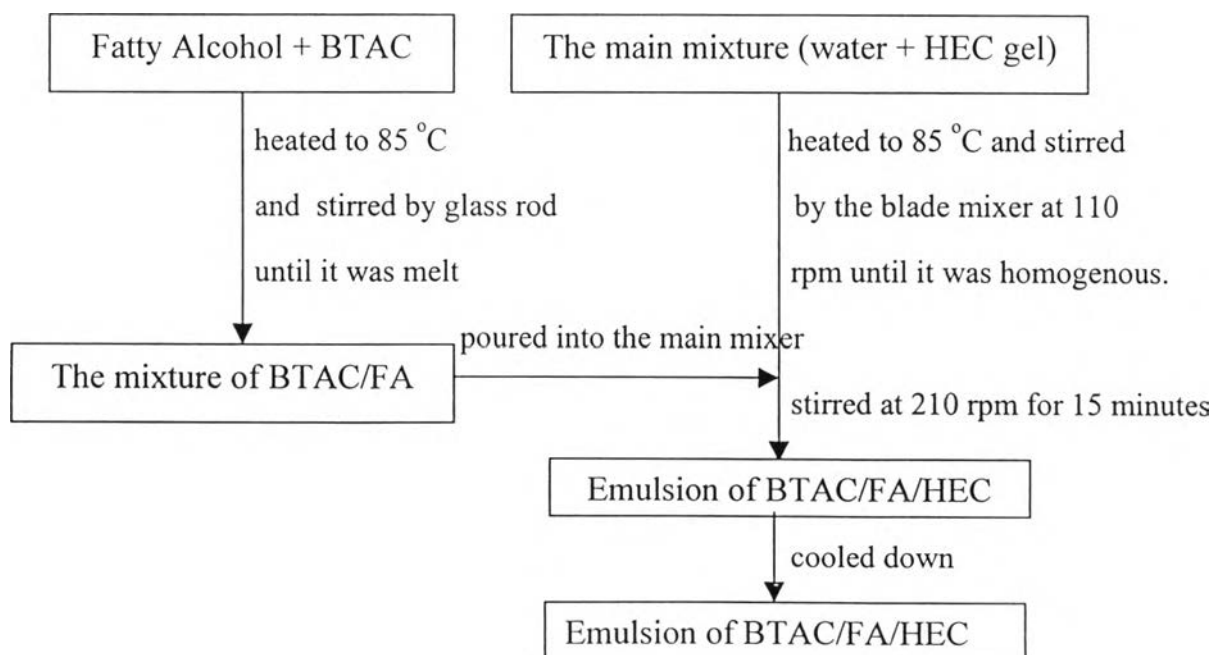 Fatty Alcohol + BTAC
The main mixture (water + HEC gel)
heated to 85 °C
and stirred by glass rod
until it was melt
heated to 85 °C and stirred
by the blade mixer at 110
rpm until it was homogenous.
The mixture of BTAC/FA
poured into the main mixer
stirred at 210 rpm for 15 minutes
Emulsion of BTAC/FA/HEC
cooled down
Emulsion of BTAC/FA/HEC